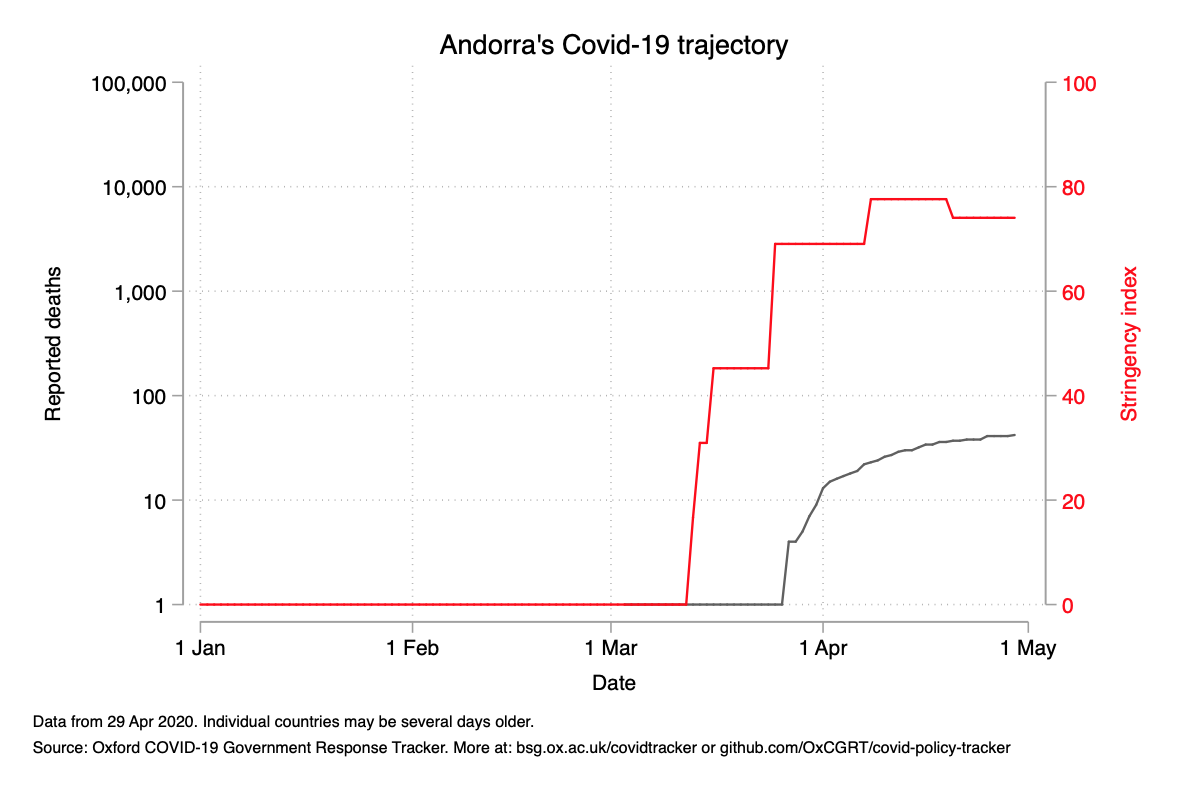 Andorra's Covid-19 trajectory
100,000
10,000
1,000
100
10
1
Reported deaths
100
80
60
40
20
0
Stringency index
1 Jan
1 Feb
1 Mar
1 Apr
1 May
Date
Data from 29 Apr 2020. Individual countries may be several days older.
Source: Oxford COVID-19 Government Response Tracker. More at: bsg.ox.ac.uk/covidtracker or github.com/OxCGRT/covid-policy-tracker